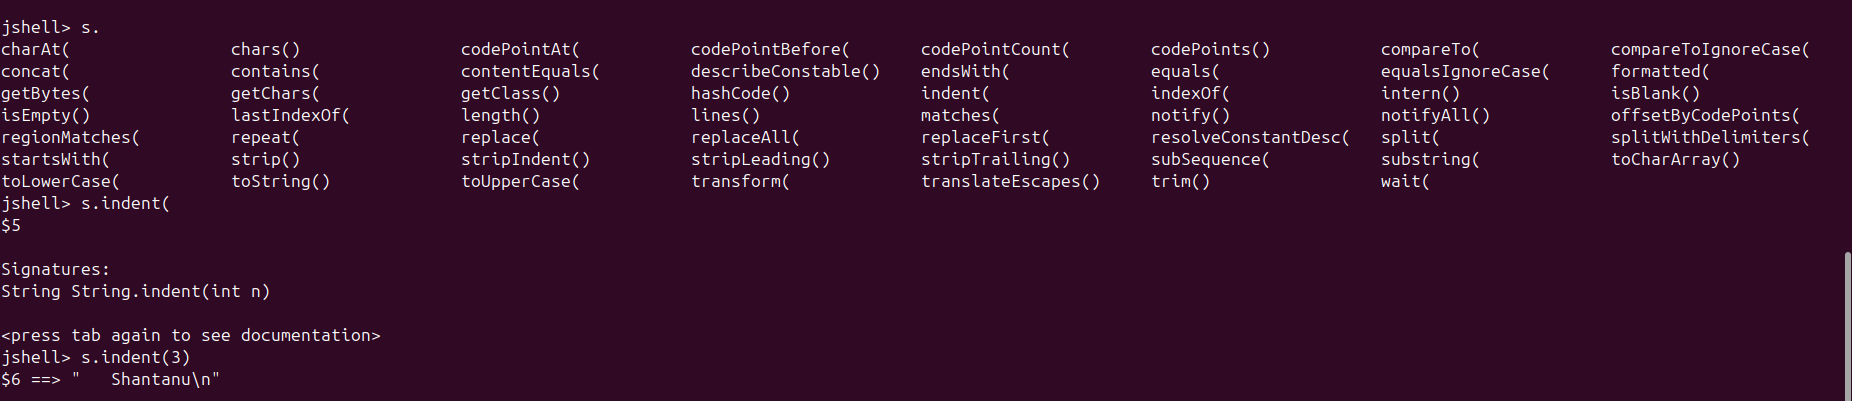 jshell> s.
charAt( chars() codePointAt( codePointBefore( codePointCount( codePoints() compareTo( compareToIgnoreCase(
concat( contains( contentEquals( describeConstable() endsWith( equals( equalsIgnoreCase( formatted(
getBytes( getChars( getClass() hashCode() indent( indexOf( intern() isBlank()
isEmpty() lastIndexOf( length() lines() matches( notify() notifyAll() offsetByCodePoints(
regionMatches( repeat( replace( replaceAll( replaceFirst( resolveConstantDesc( split( splitWithDelimiters(
startsWith( strip() stripIndent() stripLeading() stripTrailing() subSequence( substring( toCharArray()
toLowerCase( toString() toUpperCase( transform( translateEscapes() trim() wait(
jshell> s.indent(
$5
Signatures:
String String.indent(int n)
<press tab again to see documentation>
jshell> s.indent(3)
$6 ==> "   Shantanu\n"